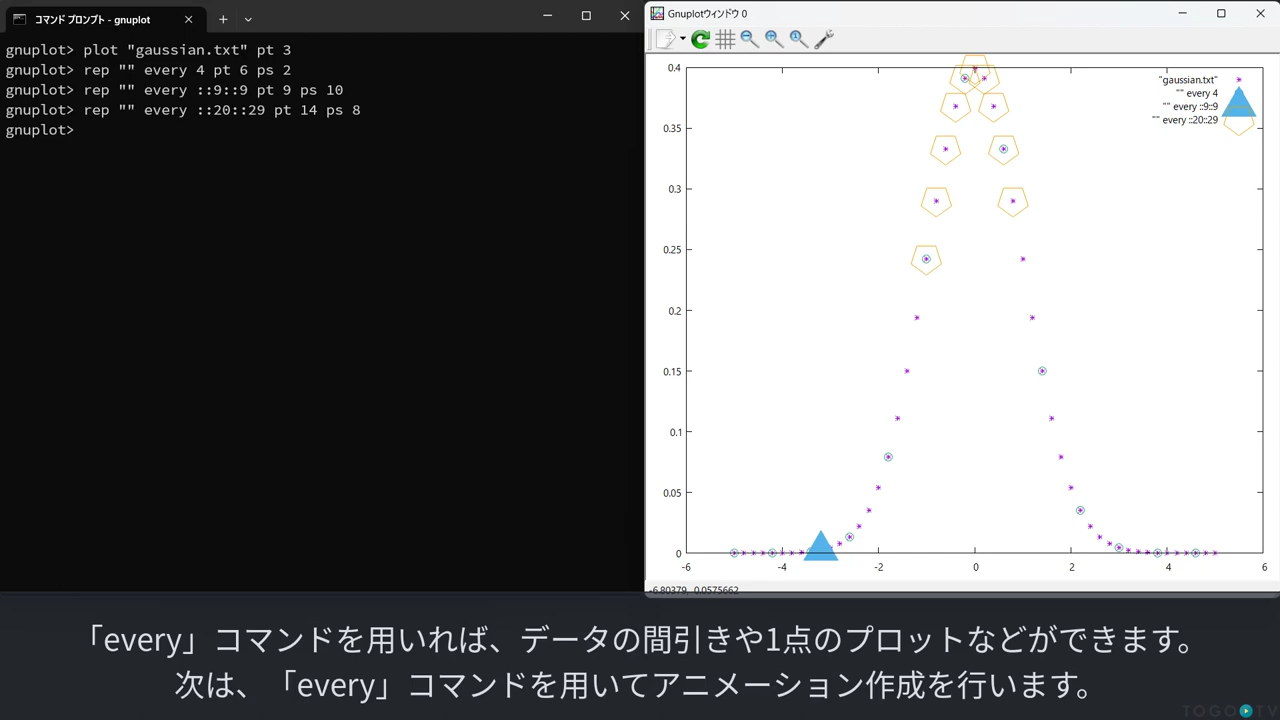 コマンド プロンプト - gnuplot
gnuplot> plot "gaussian.txt" pt 3
gnuplot> rep "" every 4 pt 6 ps 2
gnuplot> rep "" every ::9::9 pt 9 ps 10
gnuplot> rep "" every ::20::29 pt 14 ps 8
gnuplot>
Gnuplotウィンドウ 0
"gaussian.txt"
"" every 4
"" every ::9::9
"" every ::20::29
0.4
0.35
0.3
0.25
0.2
0.15
0.1
0.05
0
-6 -4 -2 0 2 4 6
-6.80379, 0.0575662
「every」コマンドを用いれば、データの間引きや1点のプロットなどができます。
次は、「every」コマンドを用いてアニメーション作成を行います。
TOGO TV